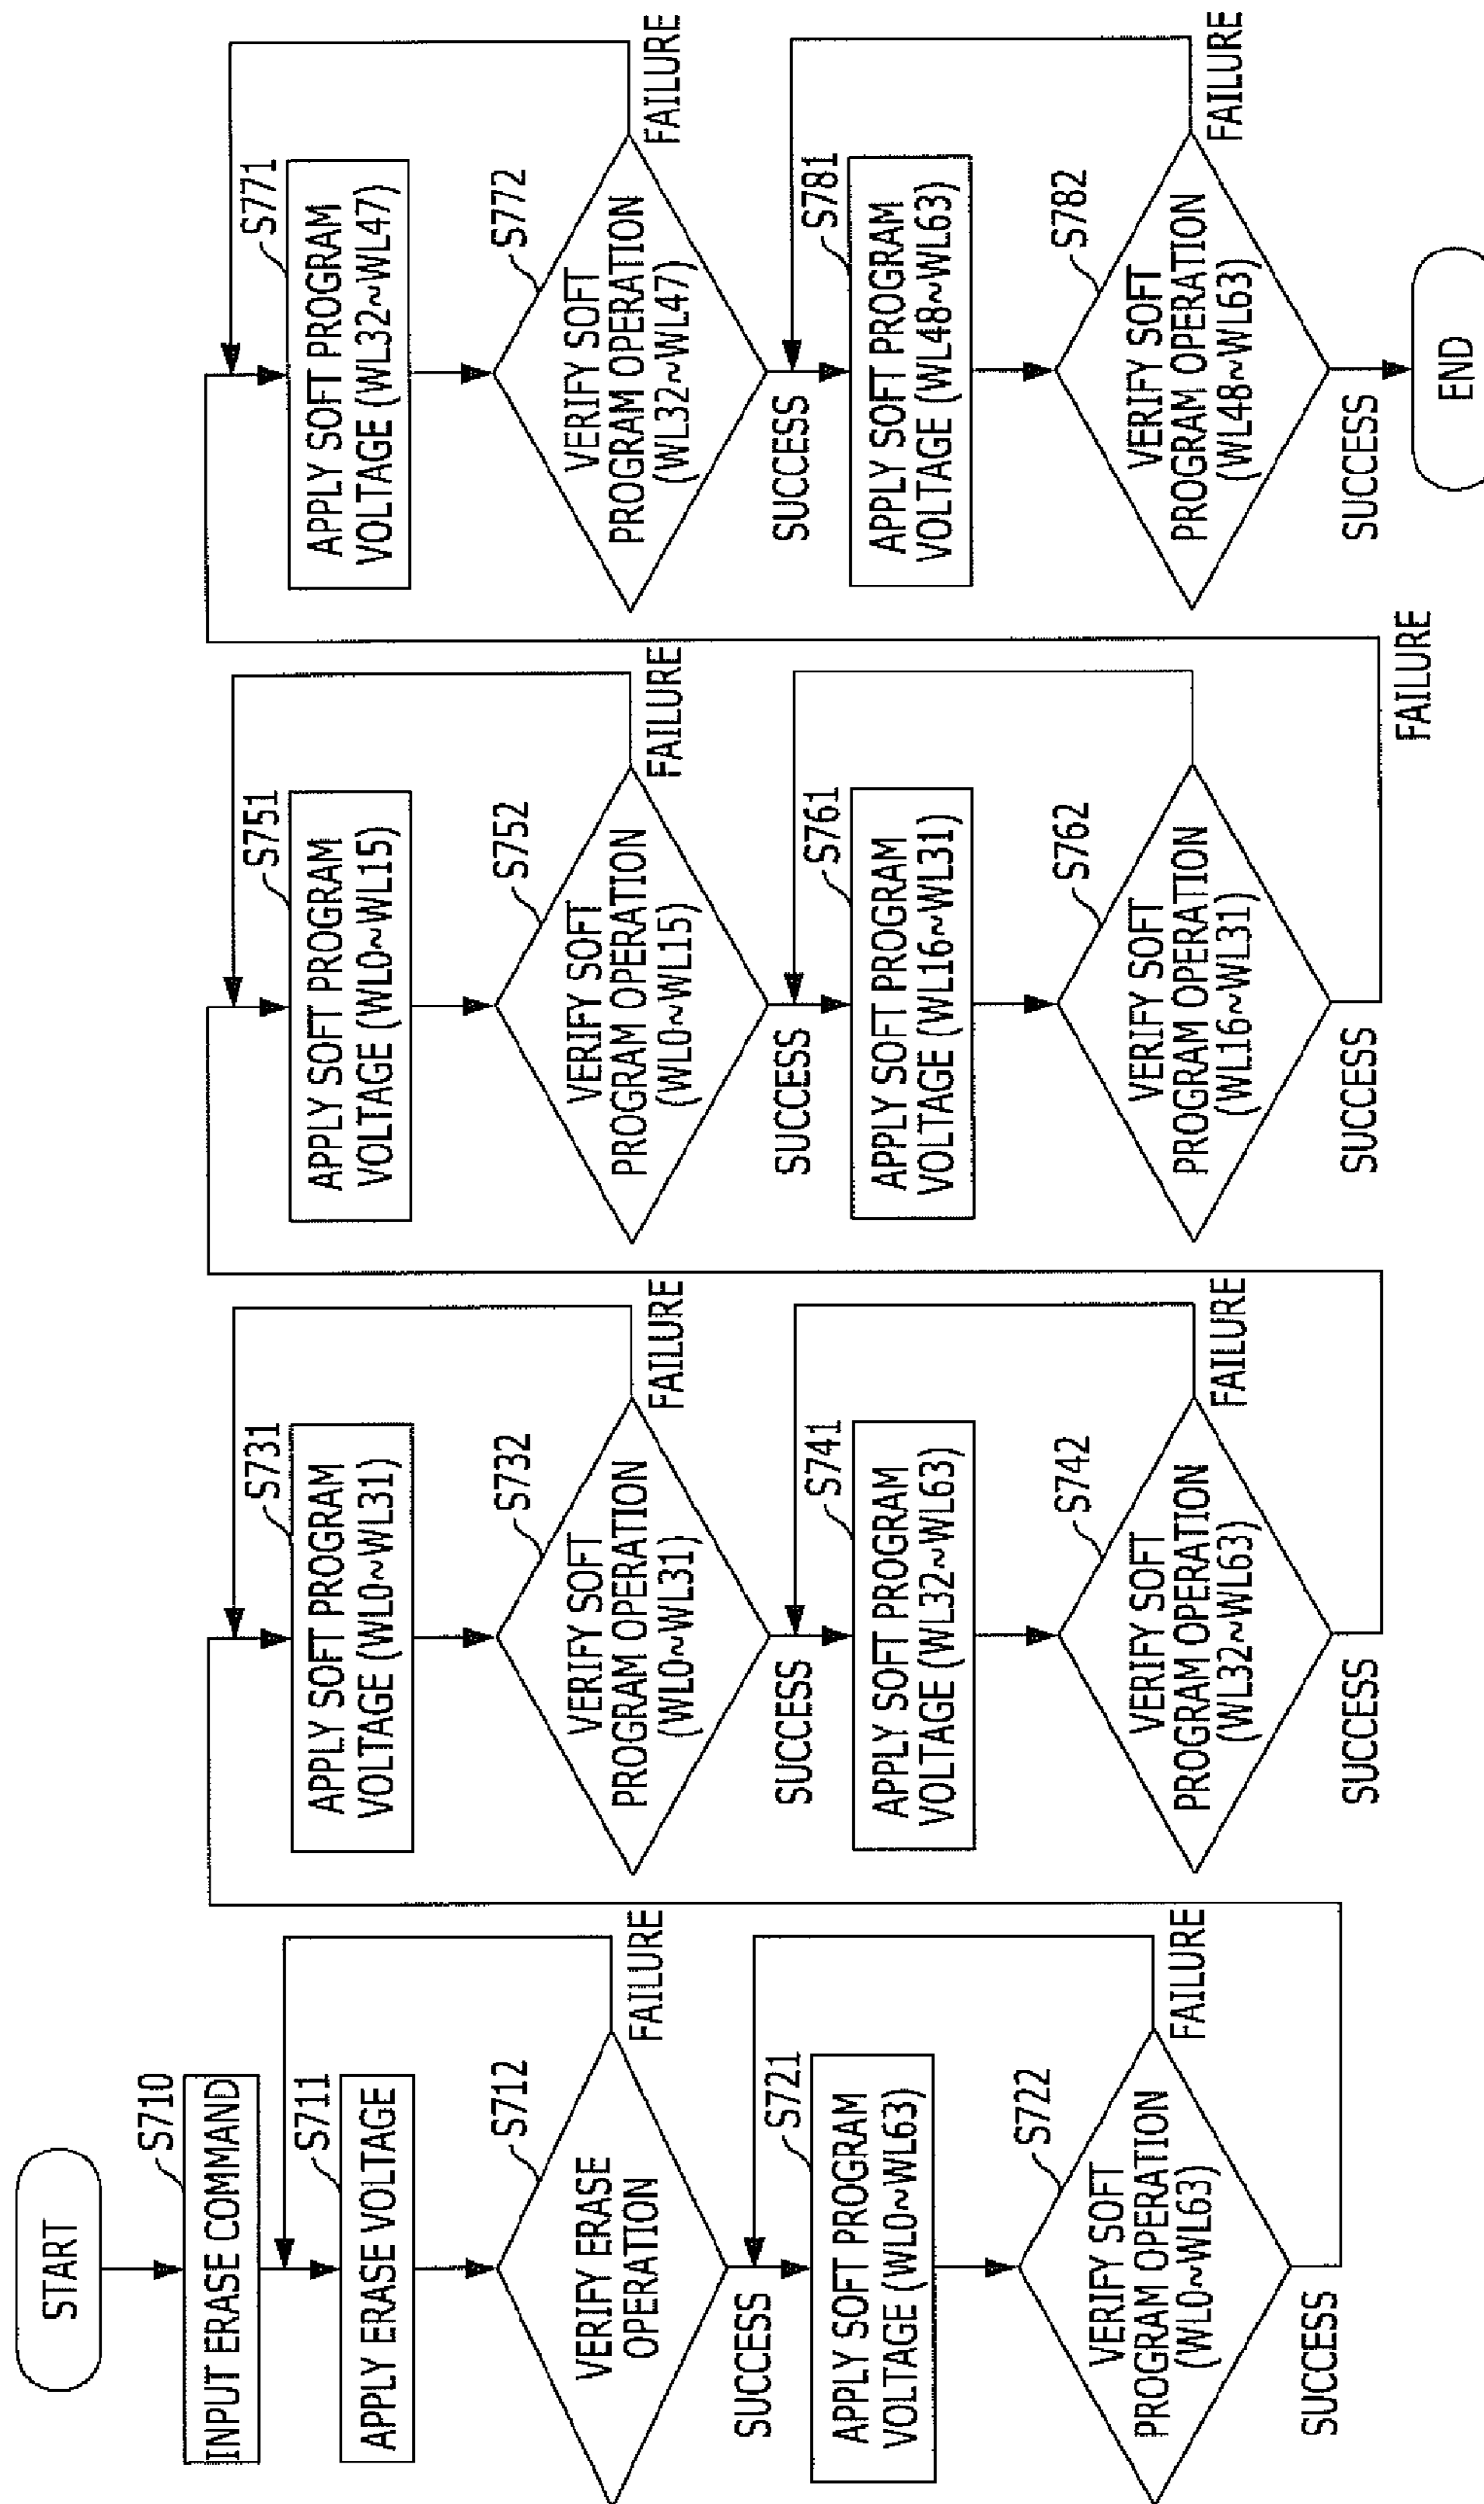 START
S710
INPUT ERASE COMMAND
S711
APPLY ERASE VOLTAGE
S712
VERIFY ERASE
OPERATION
FAILURE
SUCCESS
S721
APPLY SOFT PROGRAM
VOLTAGE (WL0~WL63)
S722
VERIFY SOFT
PROGRAM OPERATION
(WL0~WL63)
FAILURE
SUCCESS
S731
APPLY SOFT PROGRAM
VOLTAGE (WL0~WL31)
S732
VERIFY SOFT
PROGRAM OPERATION
(WL0~WL31)
FAILURE
SUCCESS
S741
APPLY SOFT PROGRAM
VOLTAGE (WL32~WL63)
S742
VERIFY SOFT
PROGRAM OPERATION
(WL32~WL63)
FAILURE
SUCCESS
S751
APPLY SOFT PROGRAM
VOLTAGE (WL0~WL15)
S752
VERIFY SOFT
PROGRAM OPERATION
(WL0~WL15)
FAILURE
SUCCESS
S761
APPLY SOFT PROGRAM
VOLTAGE (WL16~WL31)
S762
VERIFY SOFT
PROGRAM OPERATION
(WL16~WL31)
SUCCESS
FAILURE
S771
APPLY SOFT PROGRAM
VOLTAGE (WL32~WL47)
S772
VERIFY SOFT
PROGRAM OPERATION
(WL32~WL47)
FAILURE
SUCCESS
S781
APPLY SOFT PROGRAM
VOLTAGE (WL48~WL63)
S782
VERIFY SOFT
PROGRAM OPERATION
(WL48~WL63)
FAILURE
SUCCESS
END